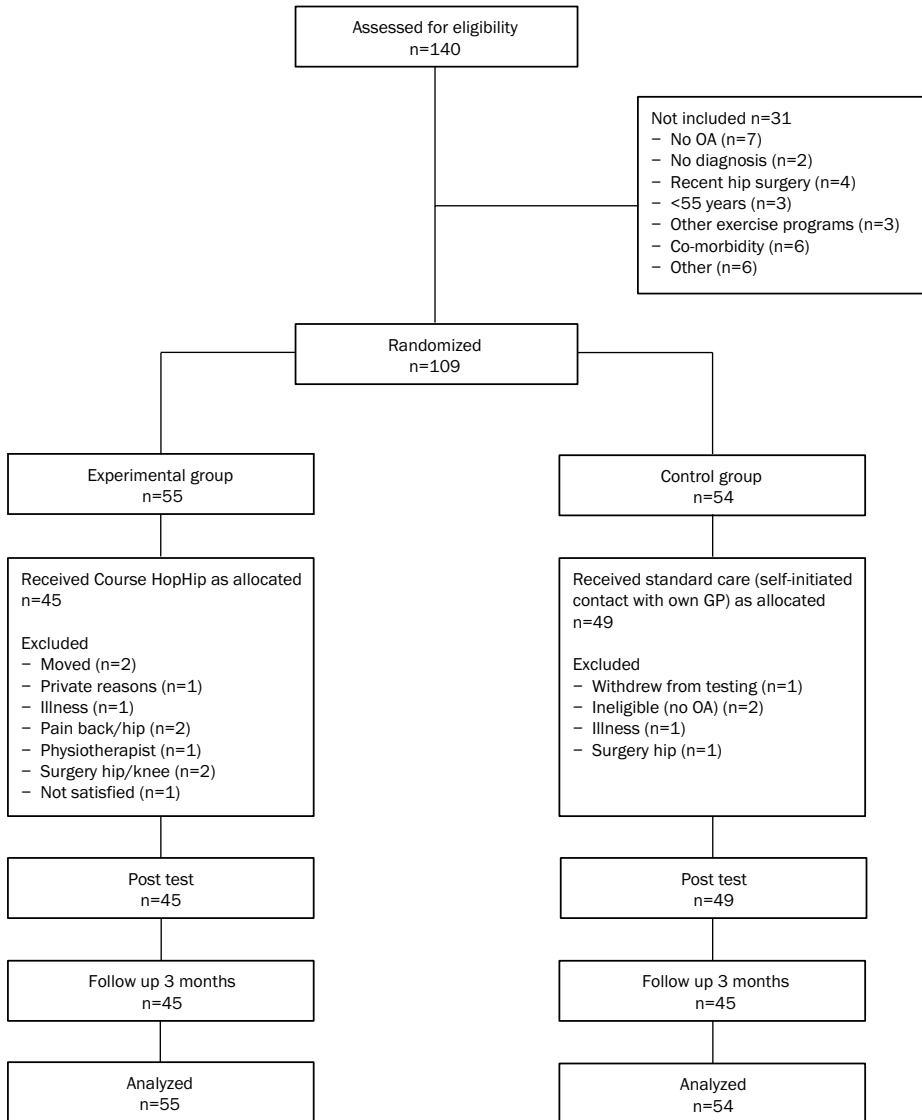 Assessed for eligibility
n=140
Not included n=31
− No OA (n=7)
− No diagnosis (n=2)
− Recent hip surgery (n=4)
− <55 years (n=3)
− Other exercise programs (n=3)
− Co-morbidity (n=6)
− Other (n=6)
Randomized
n=109
Experimental group
n=55
Control group
n=54
Received Course HopHip as allocated
n=45
Excluded
− Moved (n=2)
− Private reasons (n=1)
− Illness (n=1)
− Pain back/hip (n=2)
− Physiotherapist (n=1)
− Surgery hip/knee (n=2)
− Not satisfied (n=1)
Received standard care (self-initiated
contact with own GP) as allocated
n=49
Excluded
− Withdrew from testing (n=1)
− Ineligible (no OA) (n=2)
− Illness (n=1)
− Surgery hip (n=1)
Post test
n=45
Post test
n=49
Follow up 3 months
n=45
Follow up 3 months
n=45
Analyzed
n=55
Analyzed
n=54